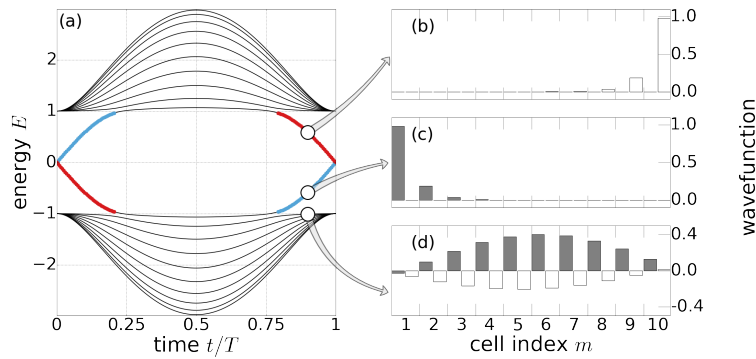 (a)
energy E
2
1
0
−1
−2
0
0.25
0.5
0.75
1
time t/T
(b)
1.0
0.5
0.0
(c)
1.0
0.5
0.0
(d)
0.4
0.0
-0.4
wavefunction
1 2 3 4 5 6 7 8 9 10
cell index m